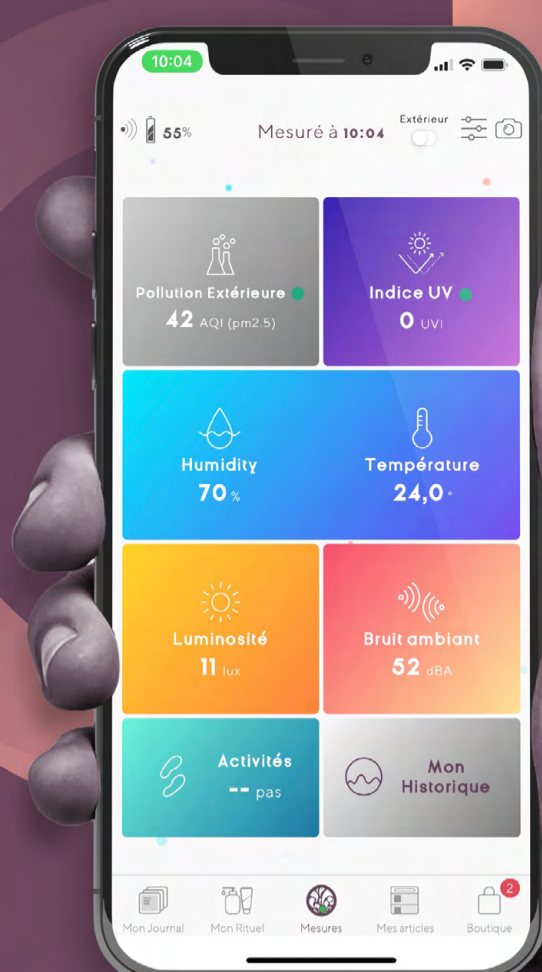 10:04
55%
Mesuré à 10:04
Extérieur
Pollution Extérieure
42 AQI (pm2.5)
Indice UV
0 UVI
Humidity
70 %
Température
24,0 °
Luminosité
11 lux
Bruit ambiant
52 dBA
Activités
-- pas
Mon
Historique
2
Mon Journal
Mon Rituel
Mesures
Mes articles
Boutique